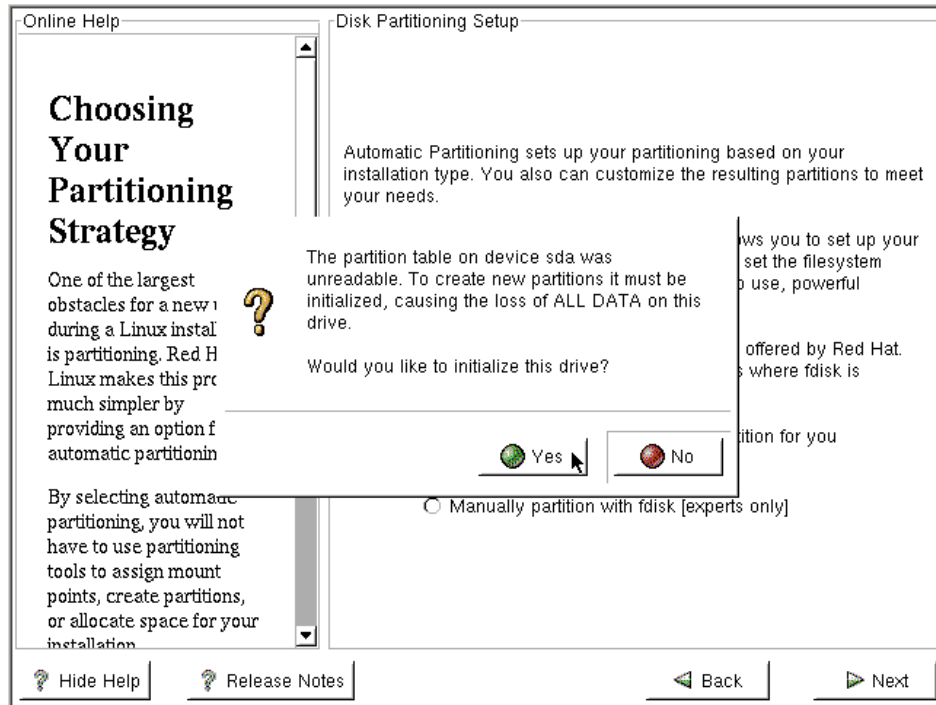 Online Help
Choosing
Your
Partitioning
Strategy
One of the largest
obstacles for a new
during a Linux instal
is partitioning. Red H
Linux makes this pro
much simpler by
providing an option f
automatic partitionin
By selecting automatic
partitioning, you will not
have to use partitioning
tools to assign mount
points, create partitions,
or allocate space for your
installation
Disk Partitioning Setup
Automatic Partitioning sets up your partitioning based on your
installation type. You also can customize the resulting partitions to meet
your needs.
ws you to set up your
set the filesystem
use, powerful
offered by Red Hat.
where fdisk is
ition for you
Manually partition with fdisk [experts only]
The partition table on device sda was
unreadable. To create new partitions it must be
initialized, causing the loss of ALL DATA on this
drive.
Would you like to initialize this drive?
Yes
No
Hide Help
Release Notes
Back
Next